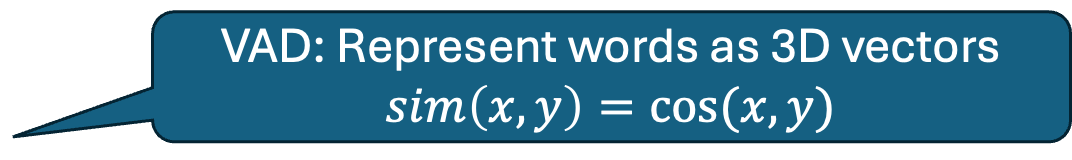 VAD: Represent words as 3D vectors
sim(x, y) = cos(x, y)